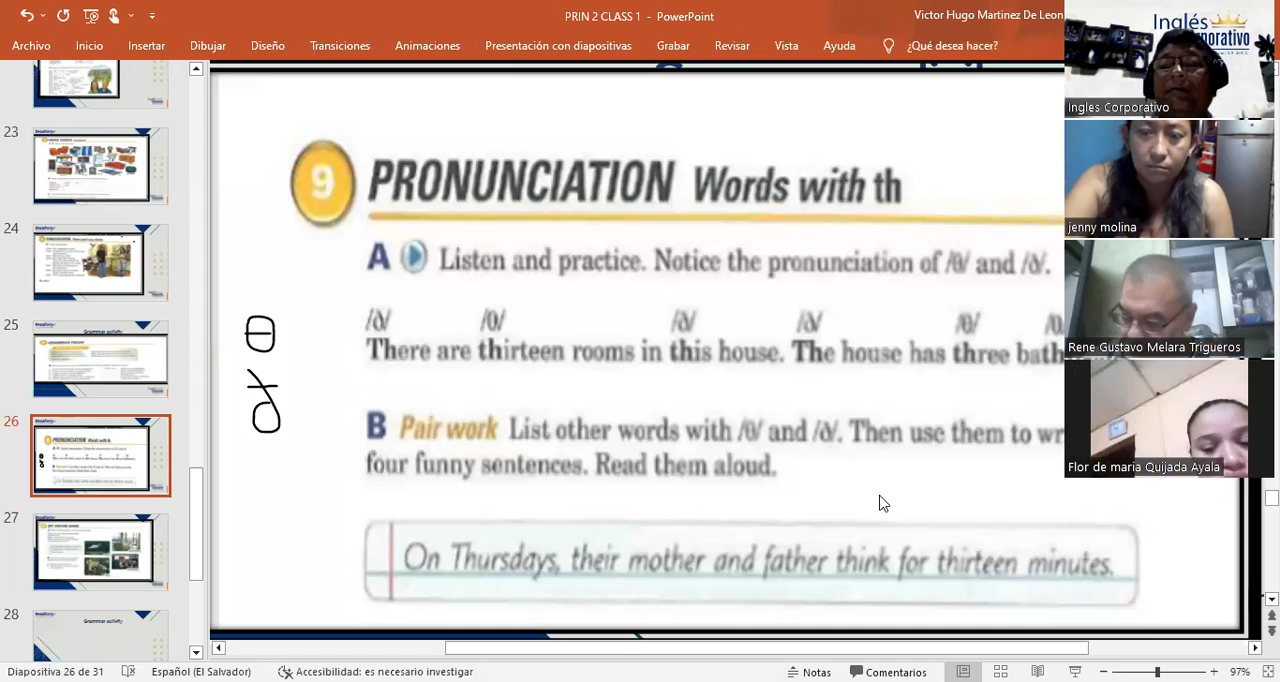 PRIN 2 CLASS 1 - PowerPoint
Victor Hugo Martinez De Leon
Archivo Inicio Insertar Dibujar Diseño Transiciones Animaciones Presentación con diapositivas Grabar Revisar Vista Ayuda ¿Qué desea hacer?
Inglés
Ingles Corporativo
jenny molina
Rene Gustavo Melara Trigueros
Flor de maria Quijada Ayala
23
24
25
26
27
28
9 PRONUNCIATION Words with th
A Listen and practice. Notice the pronunciation of /θ/ and /ð/.
/ð/ /θ/ /ð/ /ð/ /θ/
There are thirteen rooms in this house. The house has three bath
θ
ð
B Pair work List other words with /θ/ and /ð/. Then use them to wr
four funny sentences. Read them aloud.
On Thursdays, their mother and father think for thirteen minutes.
Diapositiva 26 de 31 Español (El Salvador) Accesibilidad: es necesario investigar Notas Comentarios 97%